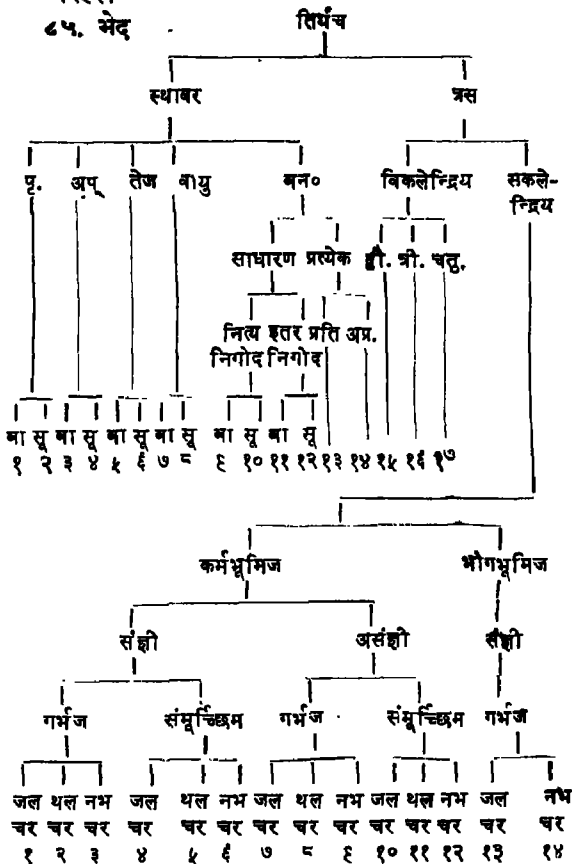 ८५. भेद
तिर्यंच
स्थावर त्रस
पृ. अप् तेज वायु बन० विकलेन्द्रिय सकले-
न्द्रिय
साधारण प्रत्येक द्वी. त्री. चतु.
नित्य इतर प्रति अप्र.
निगोद निगोद
बा सू बा सू बा सू बा सू बा सू बा सू
१ २ ३ ४ ५ ६ ७ ८ ९ १० ११ १२ १३ १४ १५ १६ १७
कर्मभूमिज भोगभूमिज
संज्ञी असंज्ञी संज्ञी
गर्भज संमूर्च्छिम गर्भज संमूर्च्छिम गर्भज
जल थल नभ जल थल नभ जल थल नभ जल थल नभ जल नभ
चर चर चर चर चर चर चर चर चर चर चर चर चर चर
१ २ ३ ४ ५ ६ ७ ८ ९ १० ११ १२ १३ १४